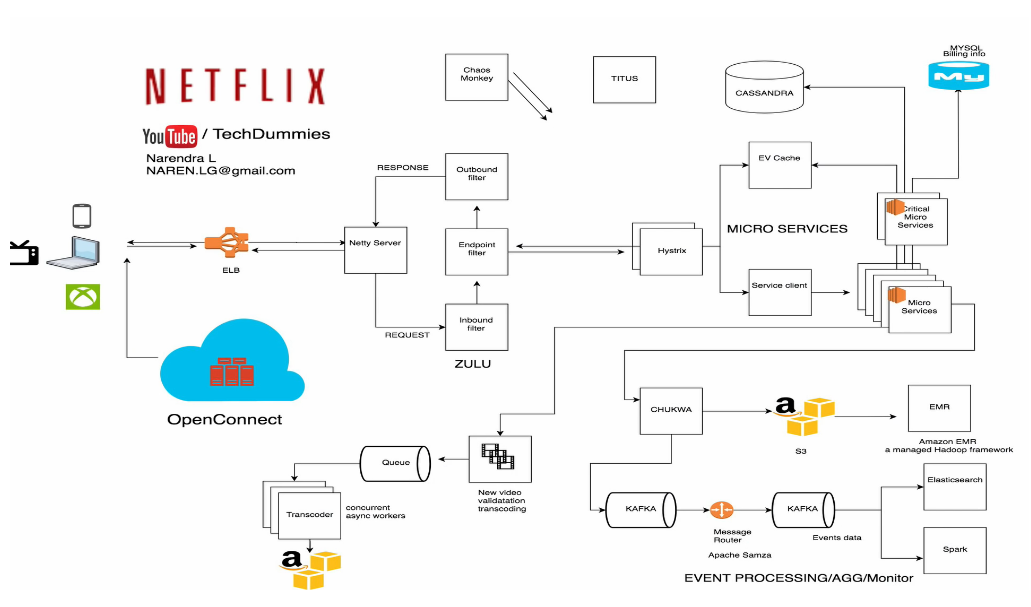 NETFLIX
YouTube / TechDummies
Narendra L
NAREN.LG@gmail.com
Chaos
Monkey
TITUS
CASSANDRA
MYSQL
Billing info
My
RESPONSE
Outbound
filter
EV Cache
Critical
Micro
Services
ELB
Netty Server
Endpoint
filter
Hystrix
MICRO SERVICES
Service client
Micro
Services
REQUEST
Inbound
filter
ZULU
OpenConnect
CHUKWA
a
S3
EMR
Amazon EMR
a managed Hadoop framework
Queue
New video
valildatation
transcoding
Transcoder
concurrent
async workers
a
KAFKA
Message
Router
Apache Samza
KAFKA
Events data
Elasticsearch
Spark
EVENT PROCESSING/AGG/Monitor